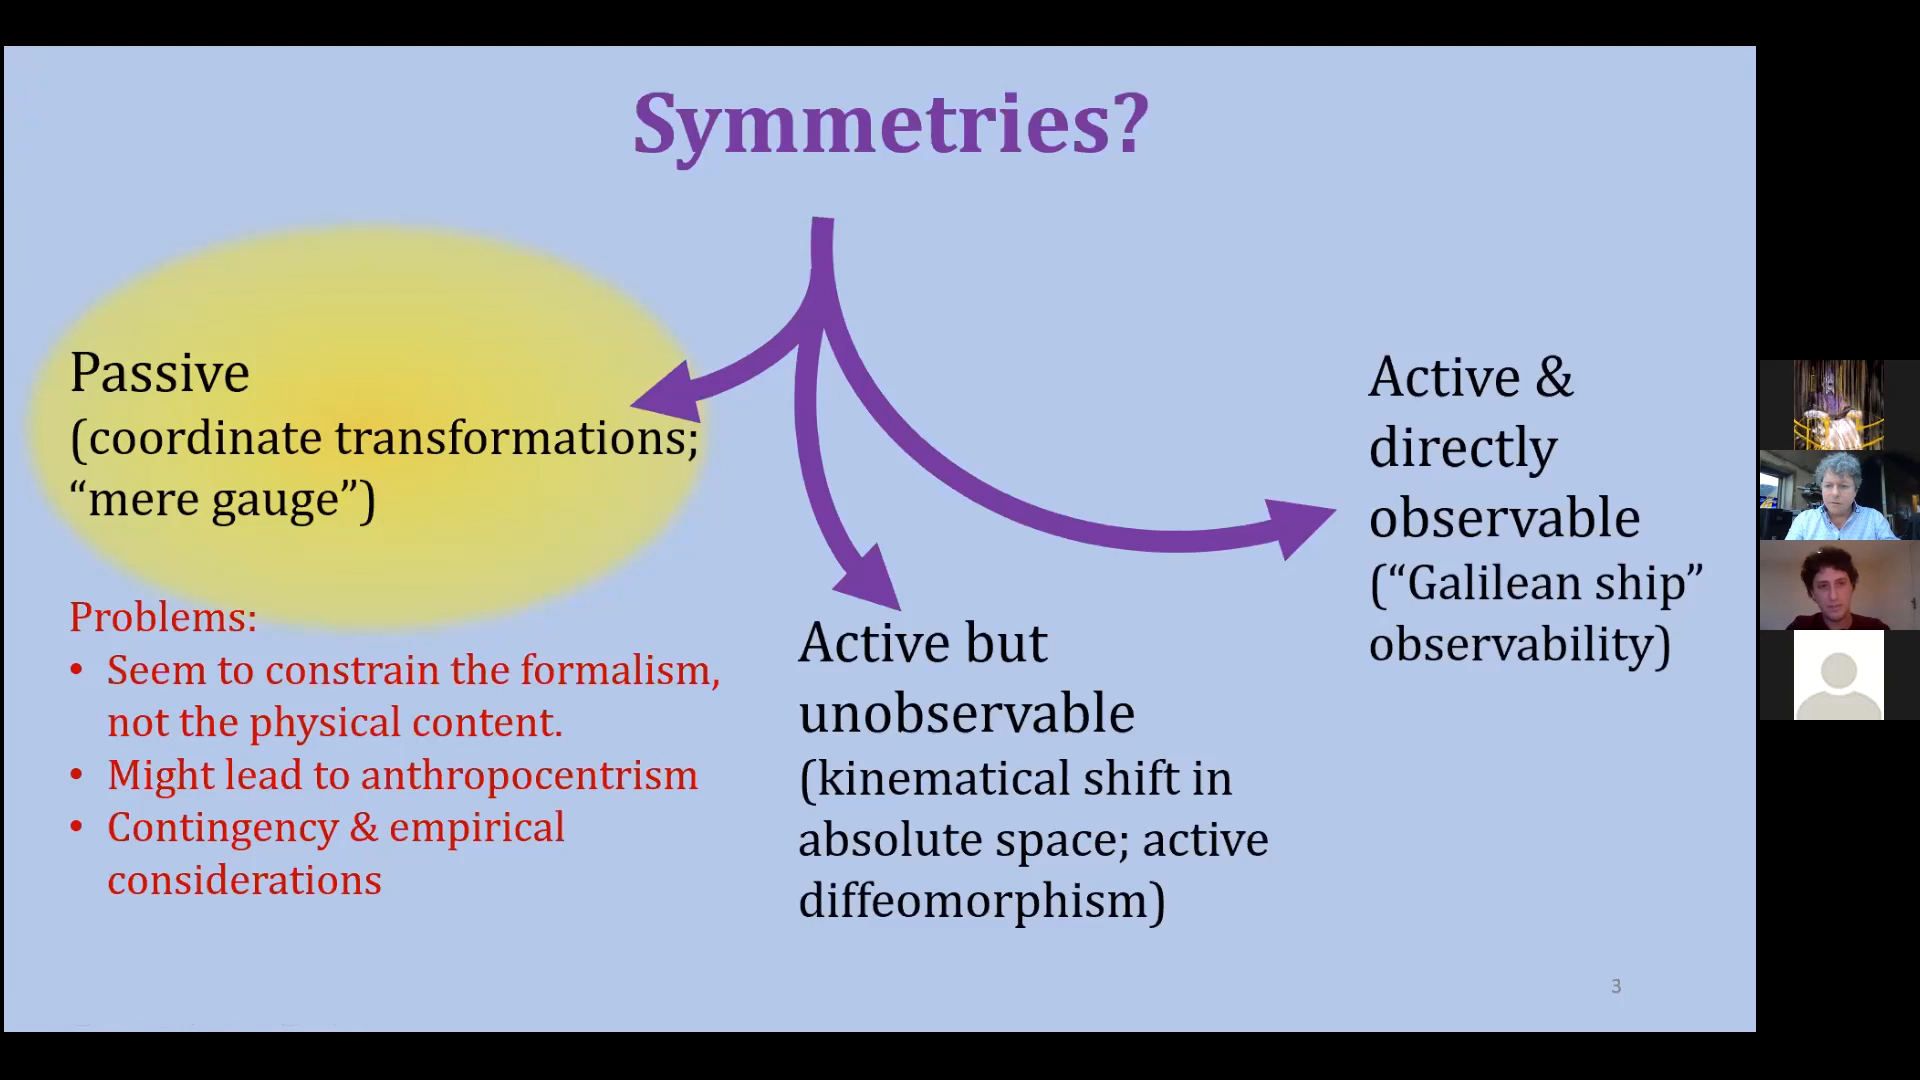 Symmetries?
Passive
(coordinate transformations;
“mere gauge”)
Problems:
• Seem to constrain the formalism,
not the physical content.
• Might lead to anthropocentrism
• Contingency & empirical
considerations
Active but
unobservable
(kinematical shift in
absolute space; active
diffeomorphism)
Active &
directly
observable
(“Galilean ship”
observability)
3